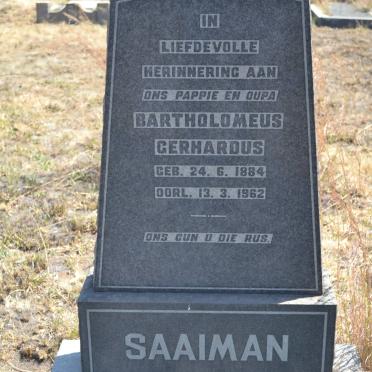 IN
LIEFDEVOLLE
HERINNERING AAN
ONS PAPPIE EN OUPA
BARTHOLOMEUS
GERHARDUS
GEB. 24. 6. 1884
OORL. 13. 3. 1962
ONS GUN U DIE RUS.
SAAIMAN